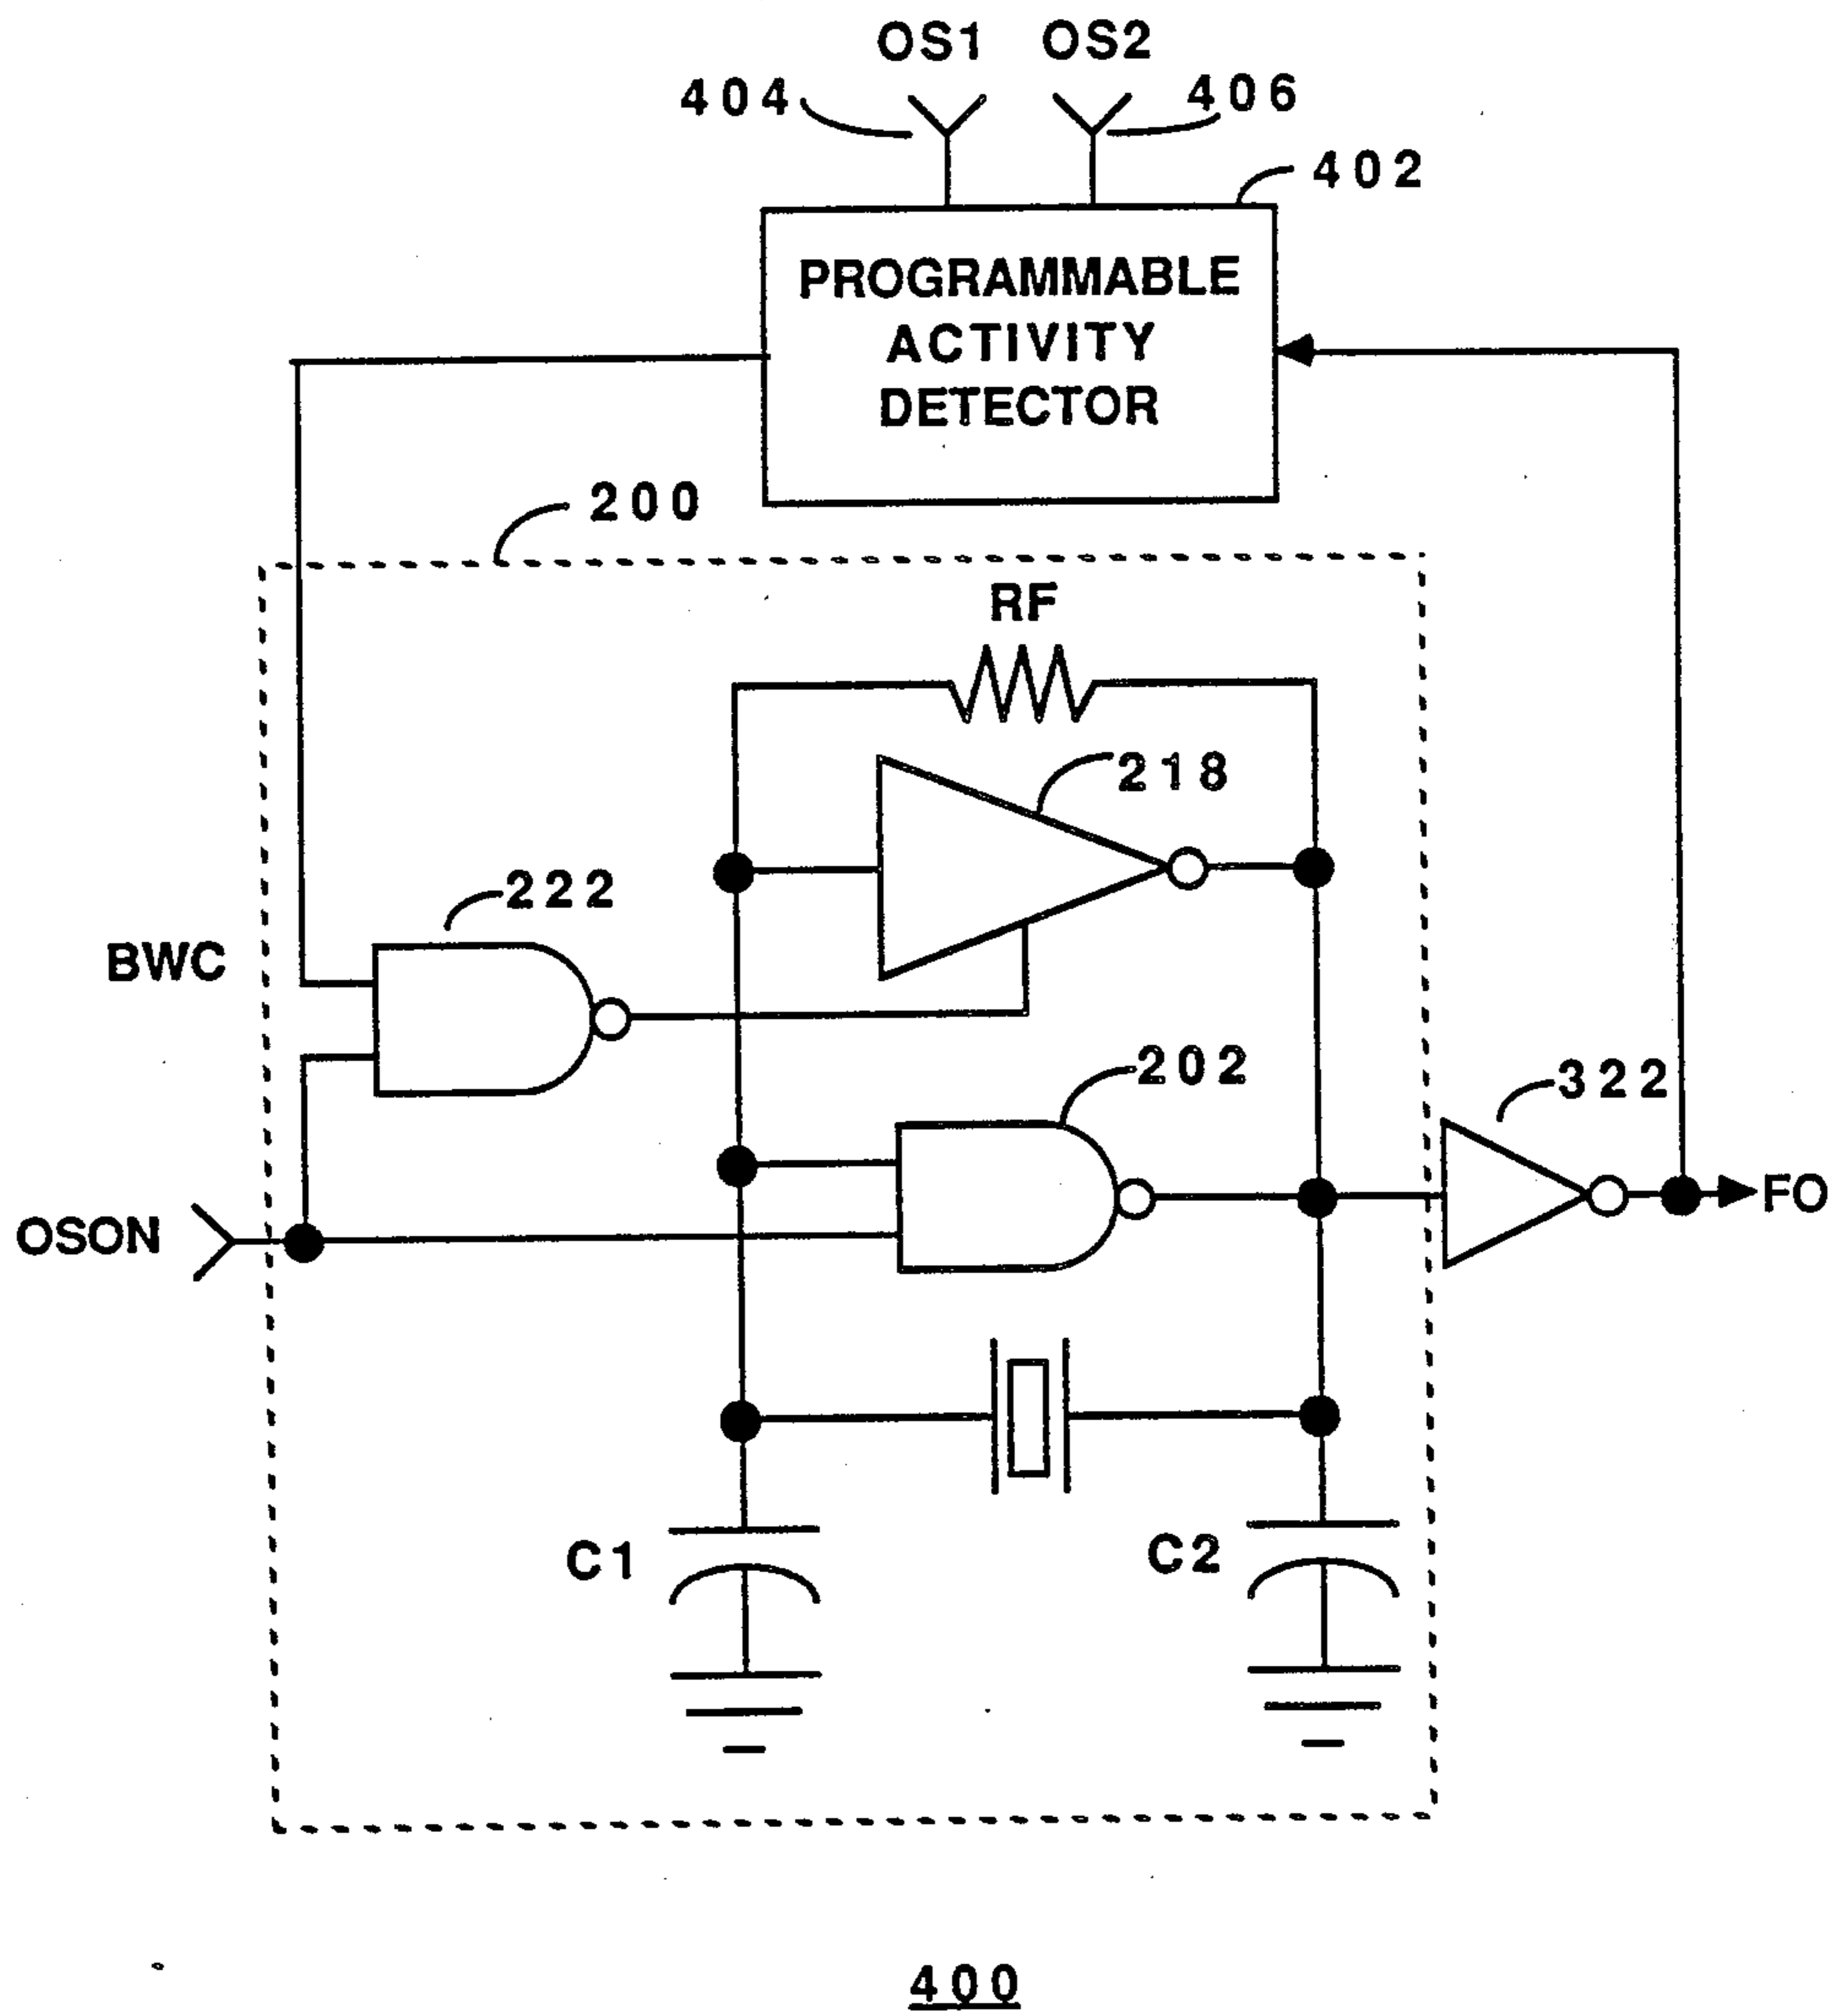 OS1 OS2
404 406
402
PROGRAMMABLE
ACTIVITY
DETECTOR
200
RF
218
222
BWC
202
322
OSON
FO
C1 C2
400